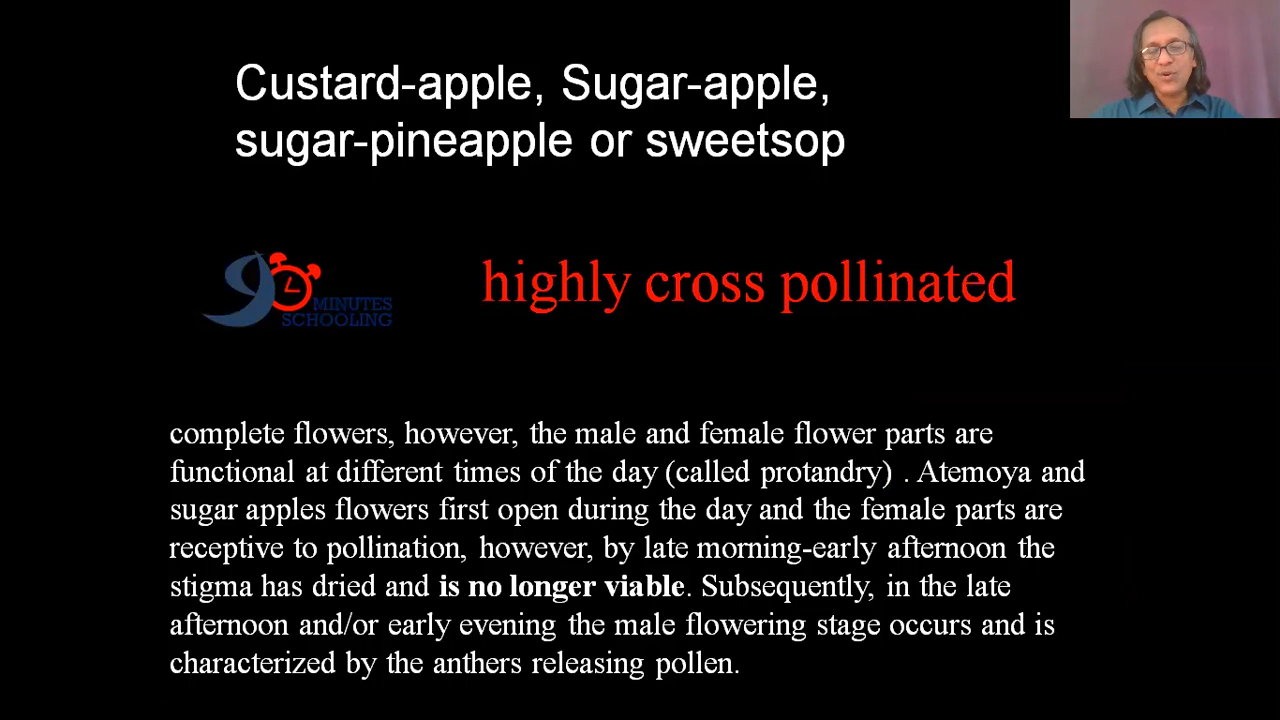 Custard-apple, Sugar-apple,
sugar-pineapple or sweetsop
9
MINUTES
SCHOOLING
highly cross pollinated
complete flowers, however, the male and female flower parts are
functional at different times of the day (called protandry) . Atemoya and
sugar apples flowers first open during the day and the female parts are
receptive to pollination, however, by late morning-early afternoon the
stigma has dried and is no longer viable. Subsequently, in the late
afternoon and/or early evening the male flowering stage occurs and is
characterized by the anthers releasing pollen.